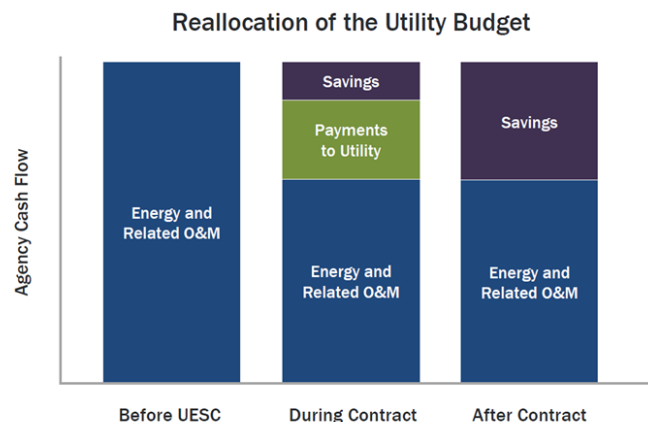 Reallocation of the Utility Budget
Agency Cash Flow
Energy and
Related O&M
Savings
Payments
to Utility
Energy and
Related O&M
Savings
Energy and
Related O&M
Before UESC
During Contract
After Contract